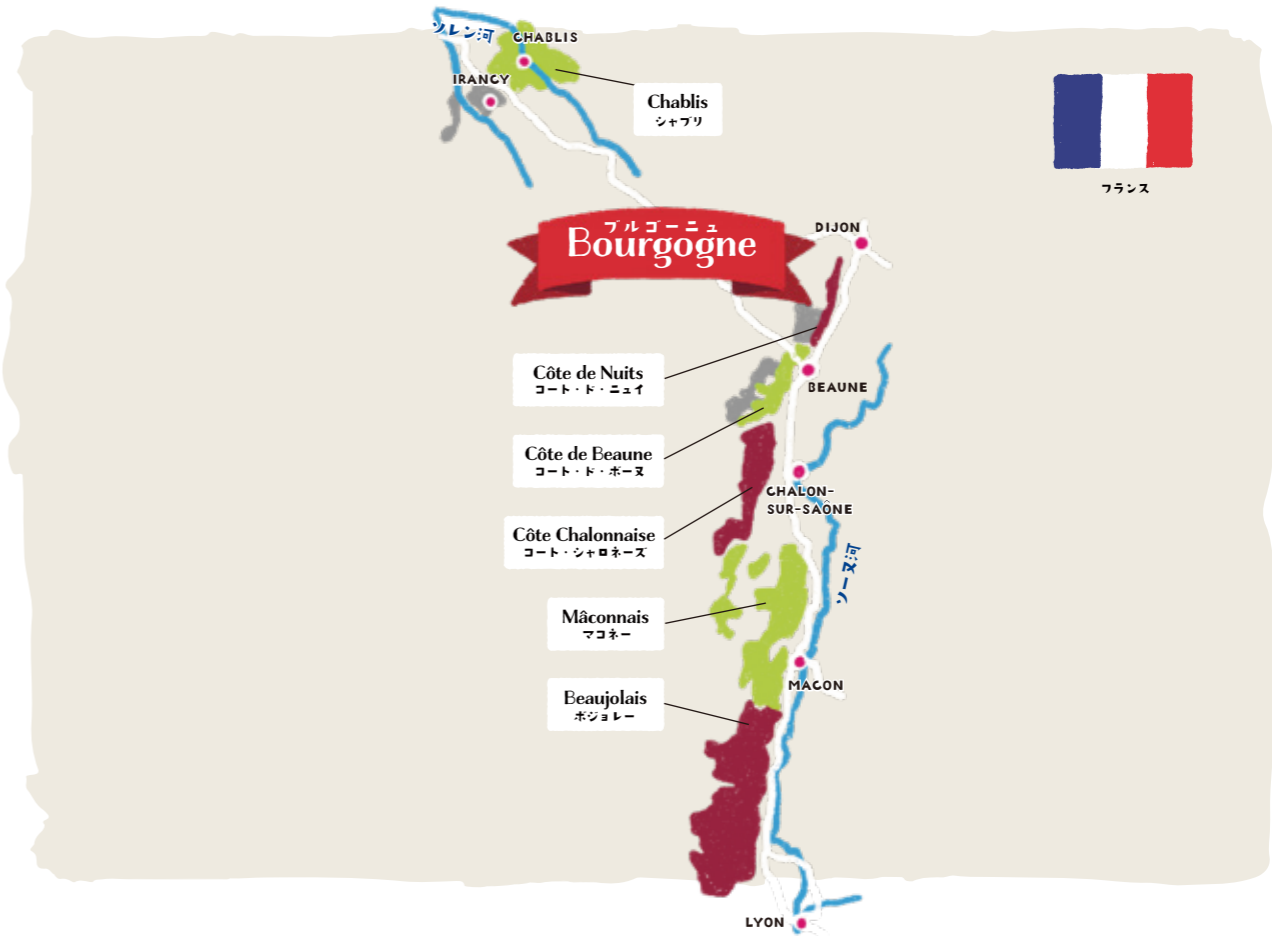 ソレン河
CHABLIS
IRANCY
Chablis
シャブリ
フランス
ブルゴーニュ
Bourgogne
DIJON
Côte de Nuits
コート・ド・ニュイ
BEAUNE
Côte de Beaune
コート・ド・ボーヌ
CHALON-
SUR-SAÔNE
Côte Chalonnaise
コート・シャロネーズ
ソーヌ河
Mâconnais
マコネー
MACON
Beaujolais
ボジョレー
LYON